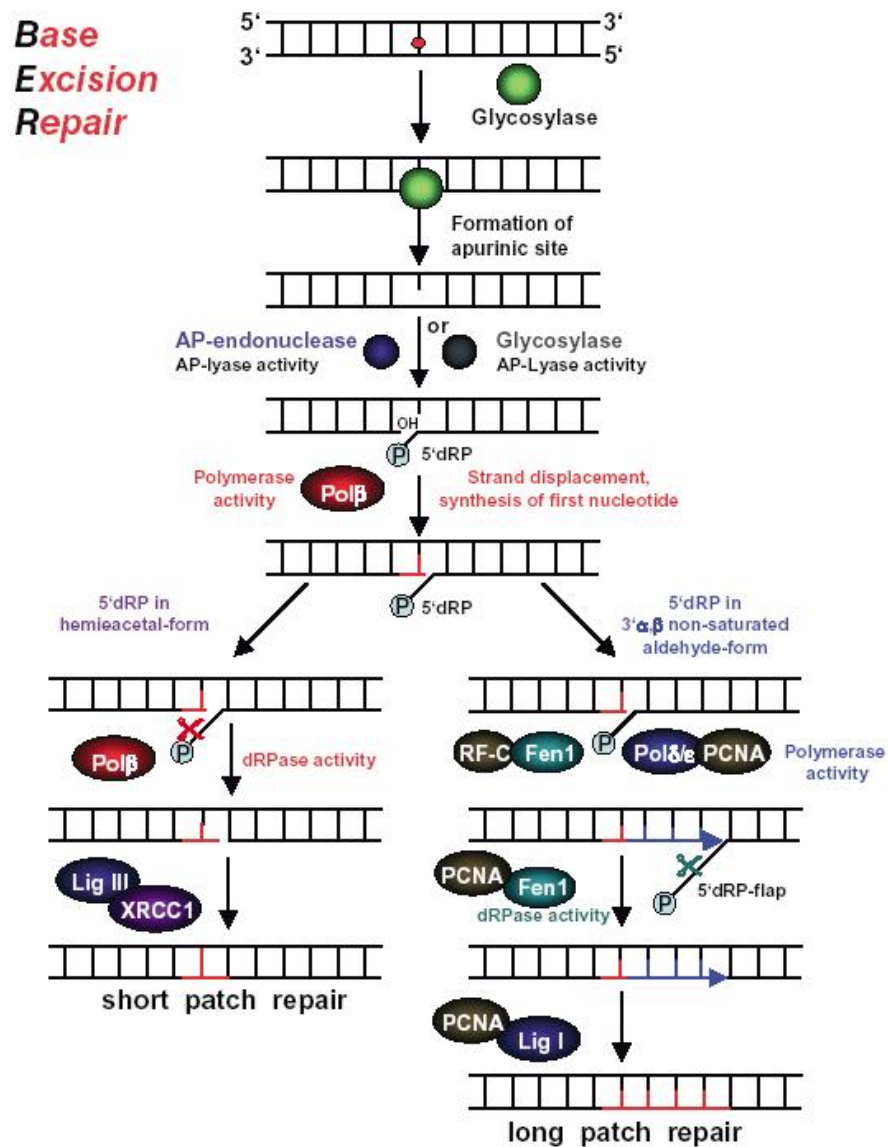 Base
Excision
Repair
5‘
3‘
3‘
5‘
Glycosylase
Formation of
apurinic site
or
AP-endonuclease
AP-lyase activity
Glycosylase
AP-Lyase activity
OH
P
5‘dRP
Polymerase
activity
Polβ
Strand displacement,
synthesis of first nucleotide
P
5‘dRP
5‘dRP in
hemieacetal-form
5‘dRP in
3‘α,β non-saturated
aldehyde-form
P
Polβ
dRPase activity
P
RF-C
Fen1
Polδ/ε
PCNA
Polymerase
activity
Lig III
XRCC1
PCNA
Fen1
dRPase activity
P
5‘dRP-flap
short patch repair
PCNA
Lig I
long patch repair